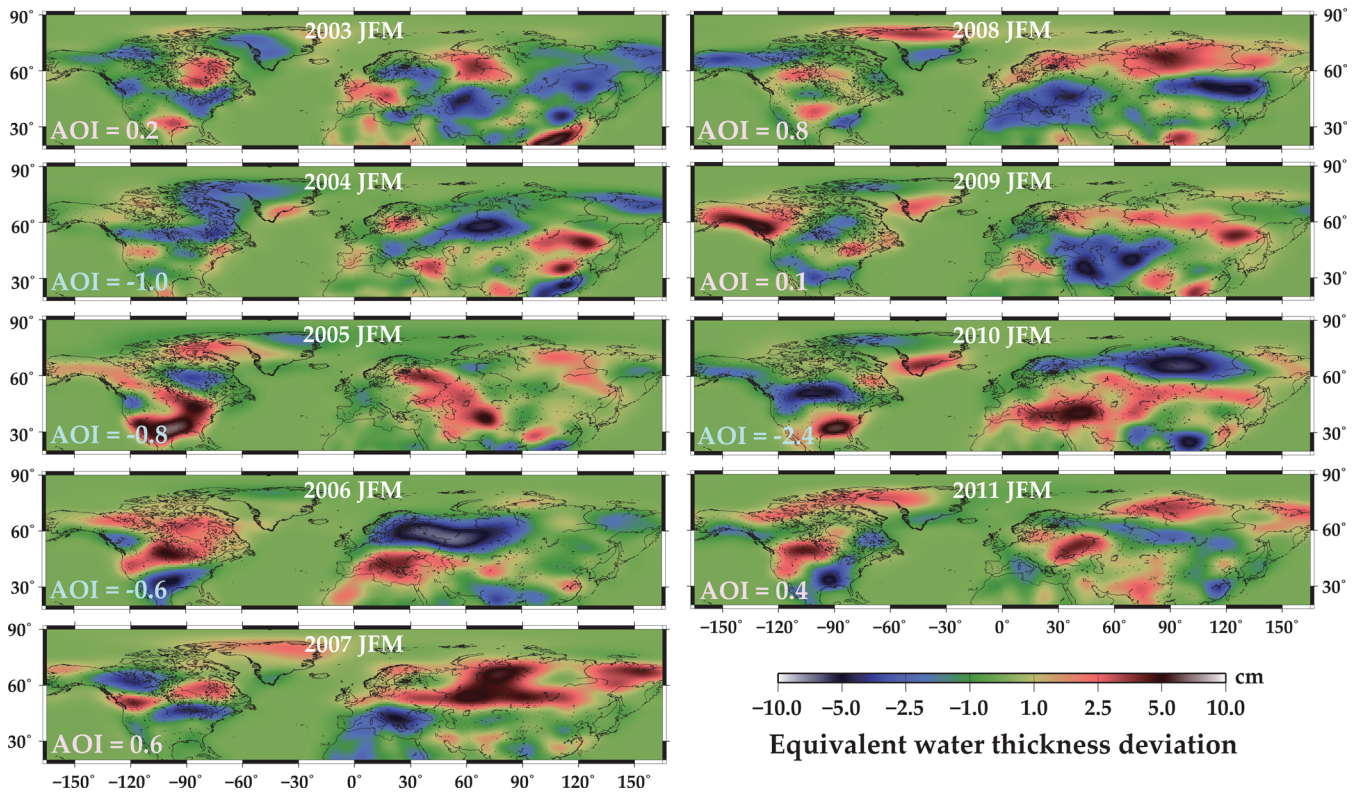 90° 2003 JFM
60°
30° AOI = 0.2
90° 2004 JFM
60°
30° AOI = -1.0
90° 2005 JFM
60°
30° AOI = -0.8
90° 2006 JFM
60°
30° AOI = -0.6
90° 2007 JFM
60°
30° AOI = 0.6
−150° −120° −90° −60° −30° 0° 30° 60° 90° 120° 150°
2008 JFM 90°
60°
AOI = 0.8 30°
2009 JFM 90°
60°
AOI = 0.1 30°
2010 JFM 90°
60°
AOI = -2.4 30°
2011 JFM 90°
60°
AOI = 0.4 30°
−150° −120° −90° −60° −30° 0° 30° 60° 90° 120° 150°
cm
−10.0 −5.0 −2.5 −1.0 1.0 2.5 5.0 10.0
Equivalent water thickness deviation